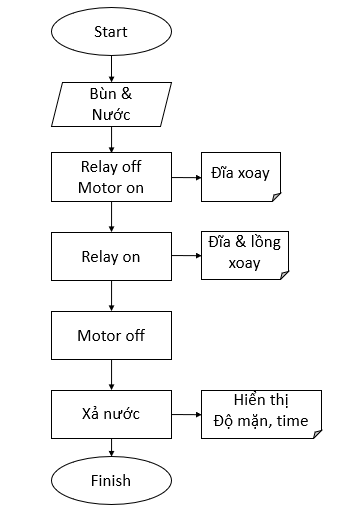 Start
Bùn &
Nước
Relay off
Motor on
Đĩa xoay
Relay on
Đĩa & lồng
xoay
Motor off
Xả nước
Hiển thị
Độ mặn, time
Finish